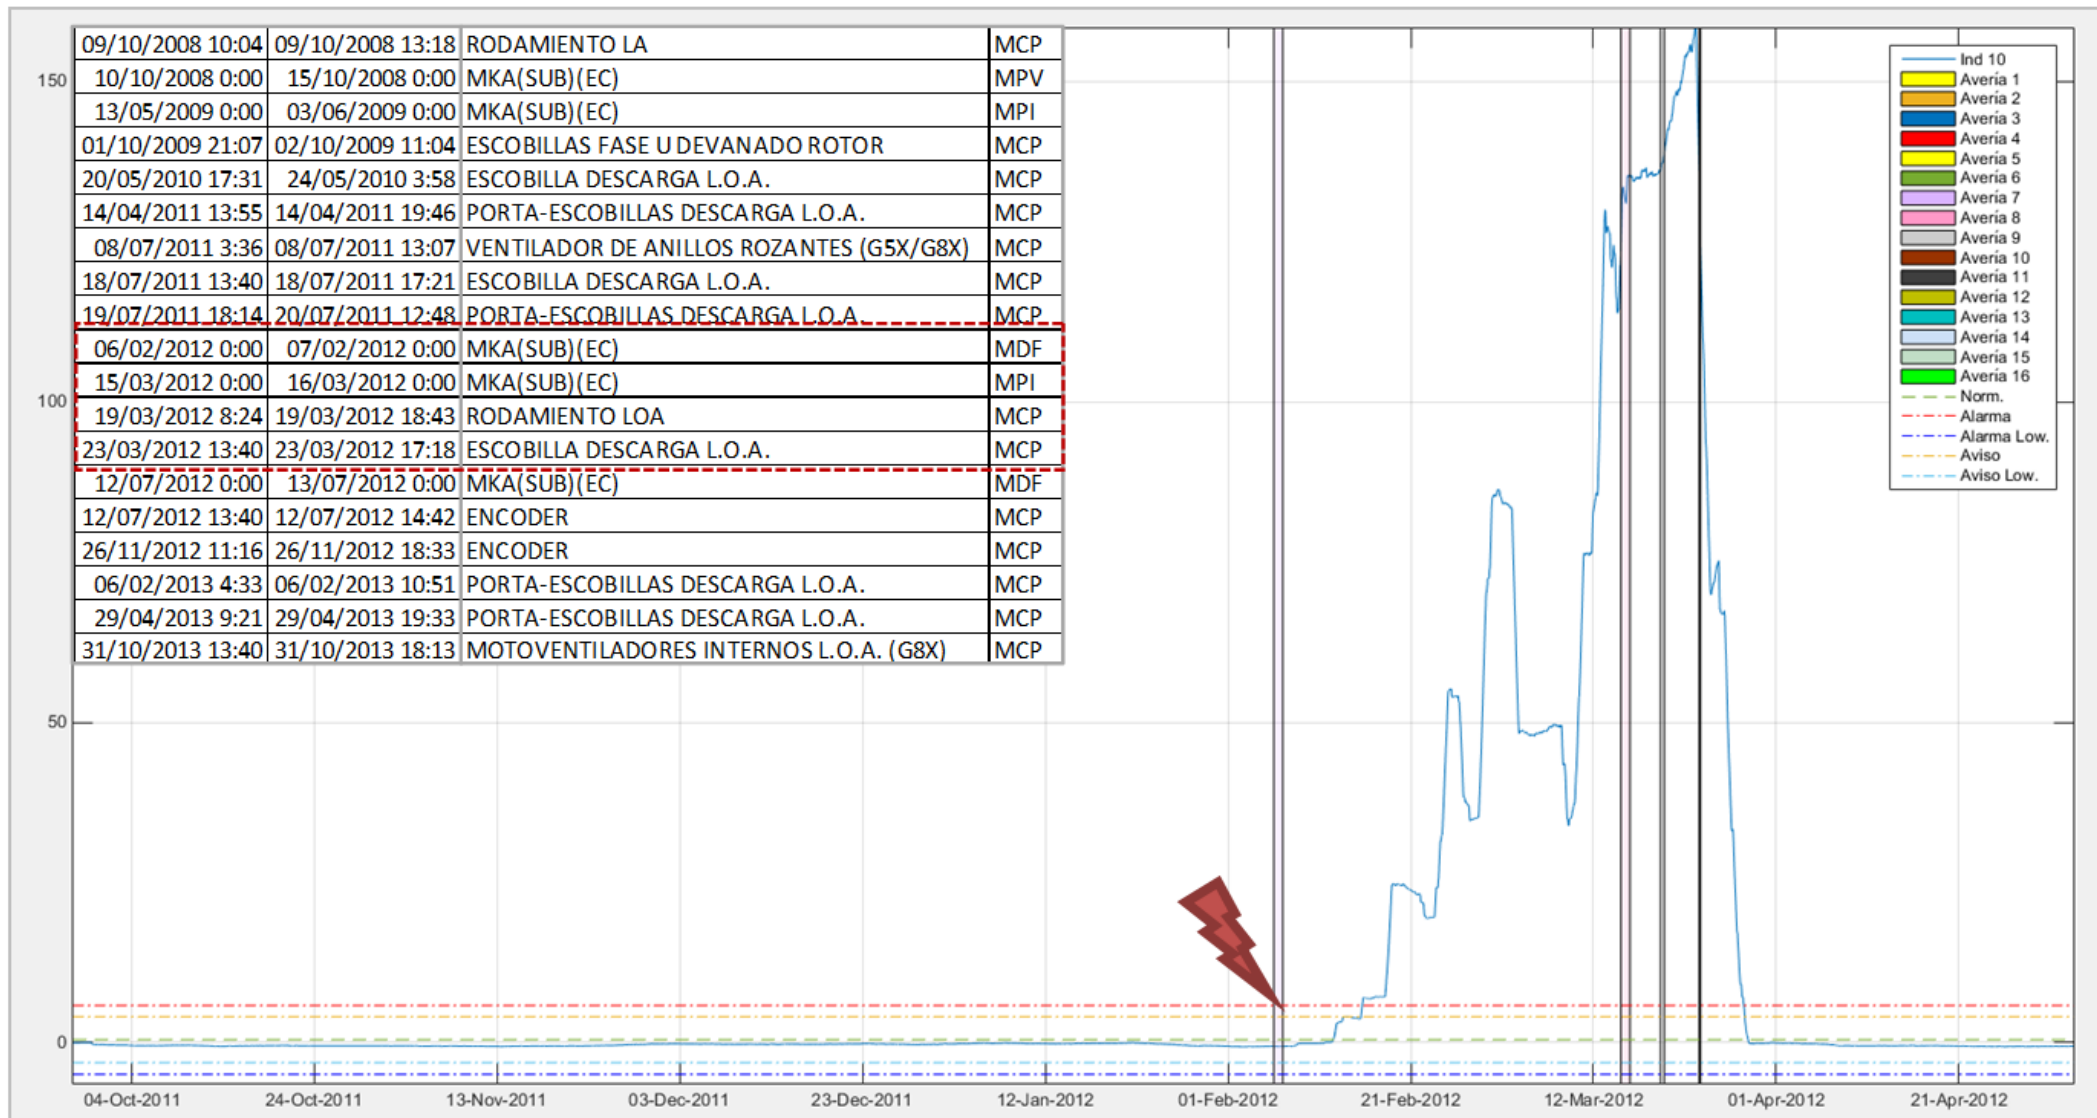 09/10/2008 10:04 09/10/2008 13:18 RODAMIENTO LA MCP
10/10/2008 0:00 15/10/2008 0:00 MKA(SUB)(EC) MPV
13/05/2009 0:00 03/06/2009 0:00 MKA(SUB)(EC) MPI
01/10/2009 21:07 02/10/2009 11:04 ESCOBILLAS FASE U DEVANADO ROTOR MCP
20/05/2010 17:31 24/05/2010 3:58 ESCOBILLA DESCARGA L.O.A. MCP
14/04/2011 13:55 14/04/2011 19:46 PORTA-ESCOBILLAS DESCARGA L.O.A. MCP
08/07/2011 3:36 08/07/2011 13:07 VENTILADOR DE ANILLOS ROZANTES (G5X/G8X) MCP
18/07/2011 13:40 18/07/2011 17:21 ESCOBILLA DESCARGA L.O.A. MCP
19/07/2011 18:14 20/07/2011 12:48 PORTA-ESCOBILLAS DESCARGA L.O.A. MCP
06/02/2012 0:00 07/02/2012 0:00 MKA(SUB)(EC) MDF
15/03/2012 0:00 16/03/2012 0:00 MKA(SUB)(EC) MPI
19/03/2012 8:24 19/03/2012 18:43 RODAMIENTO LOA MCP
23/03/2012 13:40 23/03/2012 17:18 ESCOBILLA DESCARGA L.O.A. MCP
12/07/2012 0:00 13/07/2012 0:00 MKA(SUB)(EC) MDF
12/07/2012 13:40 12/07/2012 14:42 ENCODER MCP
26/11/2012 11:16 26/11/2012 18:33 ENCODER MCP
06/02/2013 4:33 06/02/2013 10:51 PORTA-ESCOBILLAS DESCARGA L.O.A. MCP
29/04/2013 9:21 29/04/2013 19:33 PORTA-ESCOBILLAS DESCARGA L.O.A. MCP
31/10/2013 13:40 31/10/2013 18:13 MOTOVENTILADORES INTERNOS L.O.A. (G8X) MCP
150
100
50
0
Ind 10
Avería 1
Avería 2
Avería 3
Avería 4
Avería 5
Avería 6
Avería 7
Avería 8
Avería 9
Avería 10
Avería 11
Avería 12
Avería 13
Avería 14
Avería 15
Avería 16
Norm.
Alarma
Alarma Low.
Aviso
Aviso Low.
04-Oct-2011 24-Oct-2011 13-Nov-2011 03-Dec-2011 23-Dec-2011 12-Jan-2012 01-Feb-2012 21-Feb-2012 12-Mar-2012 01-Apr-2012 21-Apr-2012